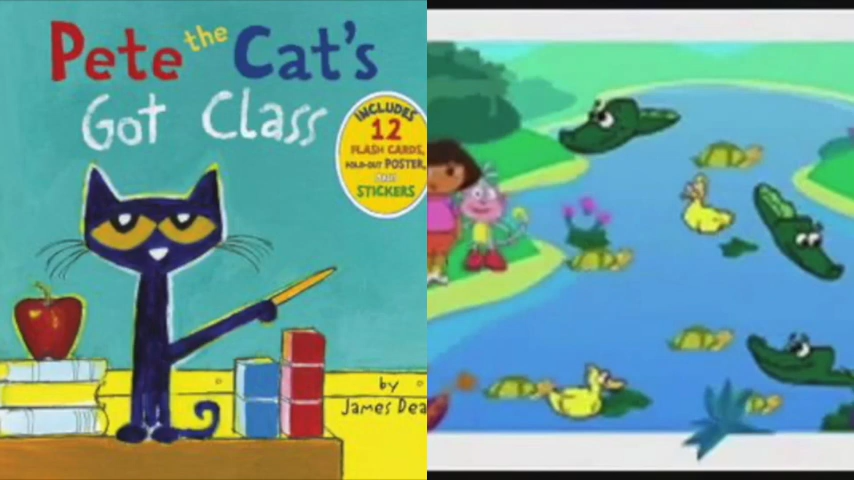 Pete the Cat's
Got Class
INCLUDES
12
FLASH CARDS,
FOLD-OUT POSTER,
AND
STICKERS
by
James Dea